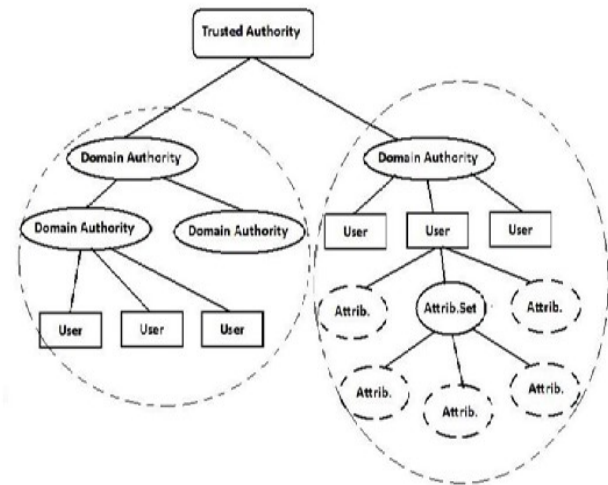 Trusted Authority
Domain Authority
Domain Authority
Domain Authority
Domain Authority
User
User
User
User
User
User
Attrib.
Attrib.Set
Attrib.
Attrib.
Attrib.
Attrib.